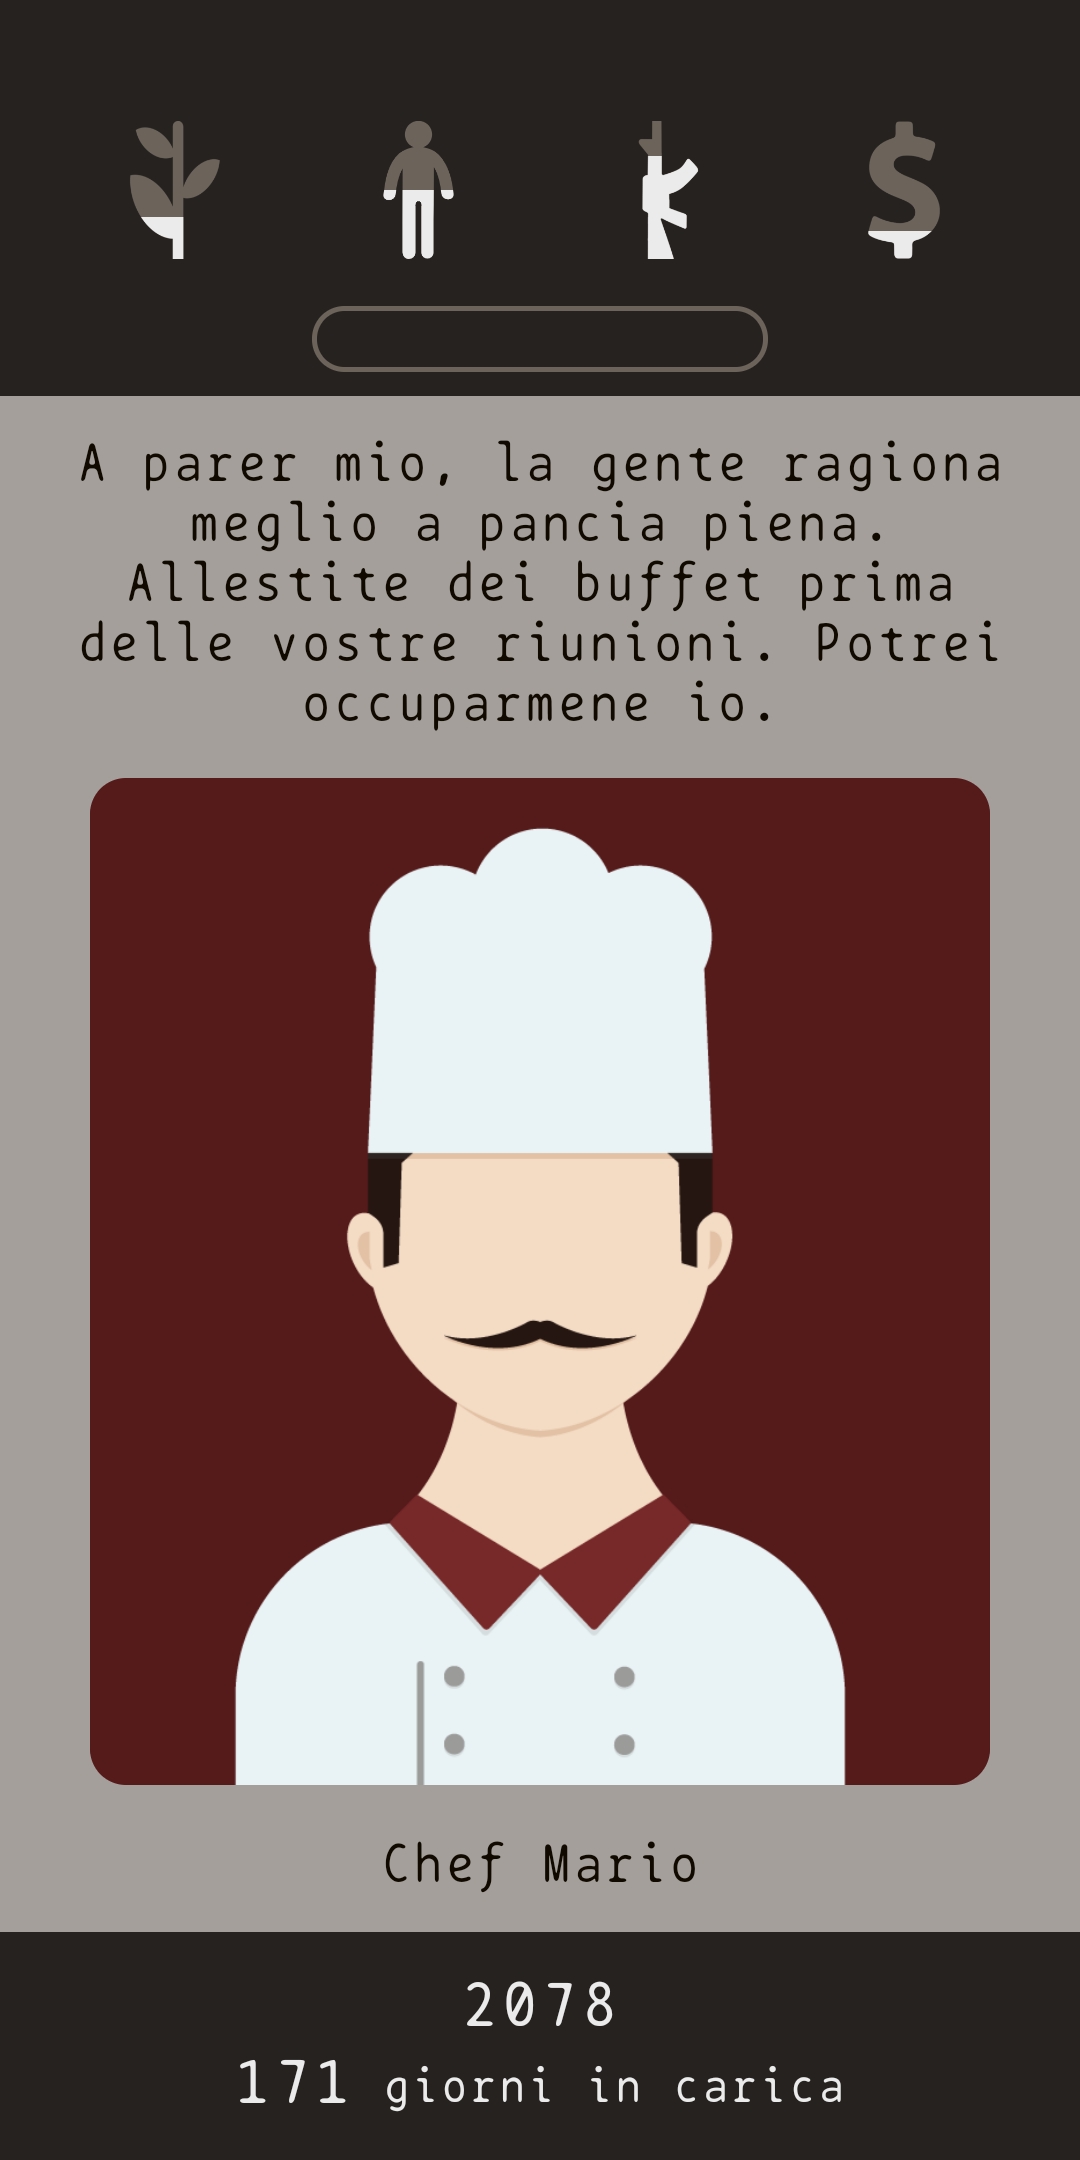 A parer mio, la gente ragiona
meglio a pancia piena.
Allestite dei buffet prima
delle vostre riunioni. Potrei
occuparmene io.
Chef Mario
2078
171 giorni in carica